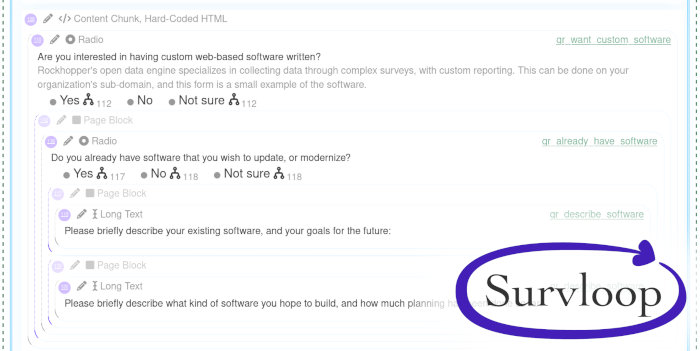 </> Content Chunk, Hard-Coded HTML
Radio qr_want_custom_software
Are you interested in having custom web-based software written?
Rockhopper's open data engine specializes in collecting data through complex surveys, with custom reporting. This can be done on your
organization's sub-domain, and this form is a small example of the software.
Yes 112 No Not sure 112
Page Block
Radio qr_already_have_software
Do you already have software that you wish to update, or modernize?
Yes 117 No 118 Not sure 118
Page Block
Long Text qr_describe_software
Please briefly describe your existing software, and your goals for the future:
Page Block
Long Text
Please briefly describe what kind of software you hope to build, and how much planning
Survloop